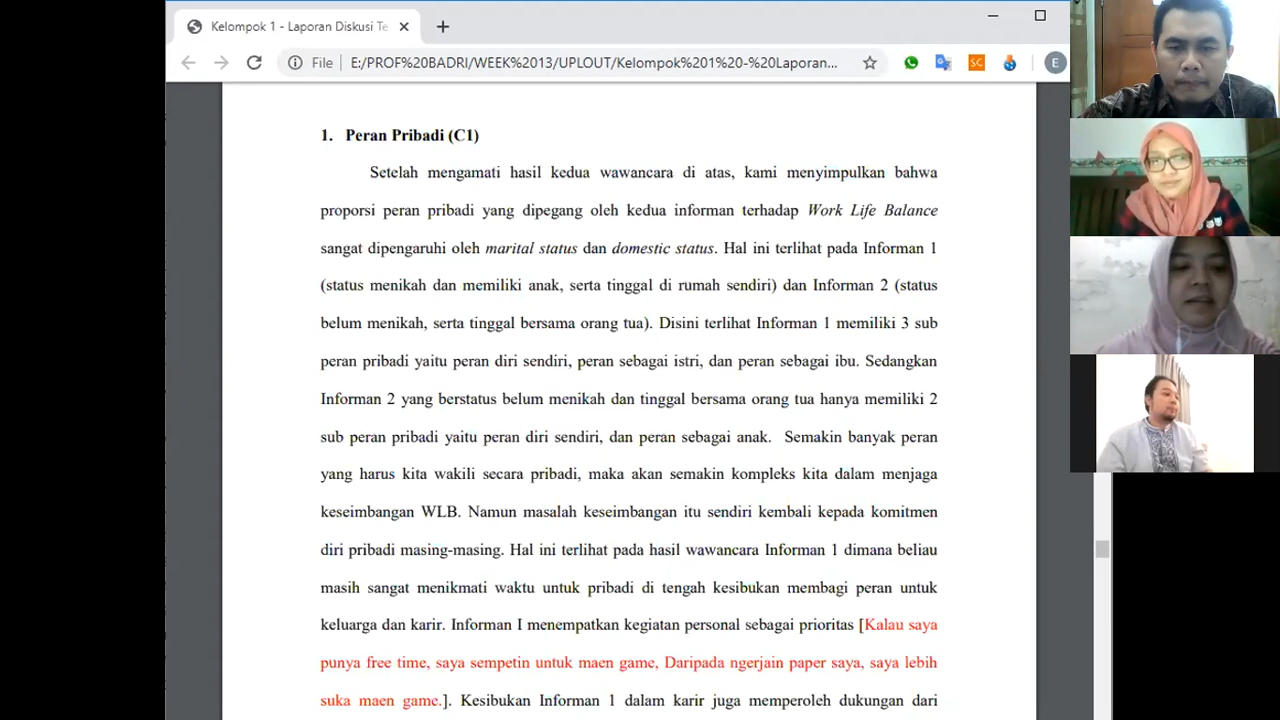 Kelompok 1 - Laporan Diskusi Te
File E:/PROF%20BADRI/WEEK%2013/UPLOUT/Kelompok%201%20-%20Laporan...
SC
E
1. Peran Pribadi (C1)
Setelah mengamati hasil kedua wawancara di atas, kami menyimpulkan bahwa
proporsi peran pribadi yang dipegang oleh kedua informan terhadap Work Life Balance
sangat dipengaruhi oleh marital status dan domestic status. Hal ini terlihat pada Informan 1
(status menikah dan memiliki anak, serta tinggal di rumah sendiri) dan Informan 2 (status
belum menikah, serta tinggal bersama orang tua). Disini terlihat Informan 1 memiliki 3 sub
peran pribadi yaitu peran diri sendiri, peran sebagai istri, dan peran sebagai ibu. Sedangkan
Informan 2 yang berstatus belum menikah dan tinggal bersama orang tua hanya memiliki 2
sub peran pribadi yaitu peran diri sendiri, dan peran sebagai anak. Semakin banyak peran
yang harus kita wakili secara pribadi, maka akan semakin kompleks kita dalam menjaga
keseimbangan WLB. Namun masalah keseimbangan itu sendiri kembali kepada komitmen
diri pribadi masing-masing. Hal ini terlihat pada hasil wawancara Informan 1 dimana beliau
masih sangat menikmati waktu untuk pribadi di tengah kesibukan membagi peran untuk
keluarga dan karir. Informan I menempatkan kegiatan personal sebagai prioritas [Kalau saya
punya free time, saya sempetin untuk maen game, Daripada ngerjain paper saya, saya lebih
suka maen game.]. Kesibukan Informan 1 dalam karir juga memperoleh dukungan dari